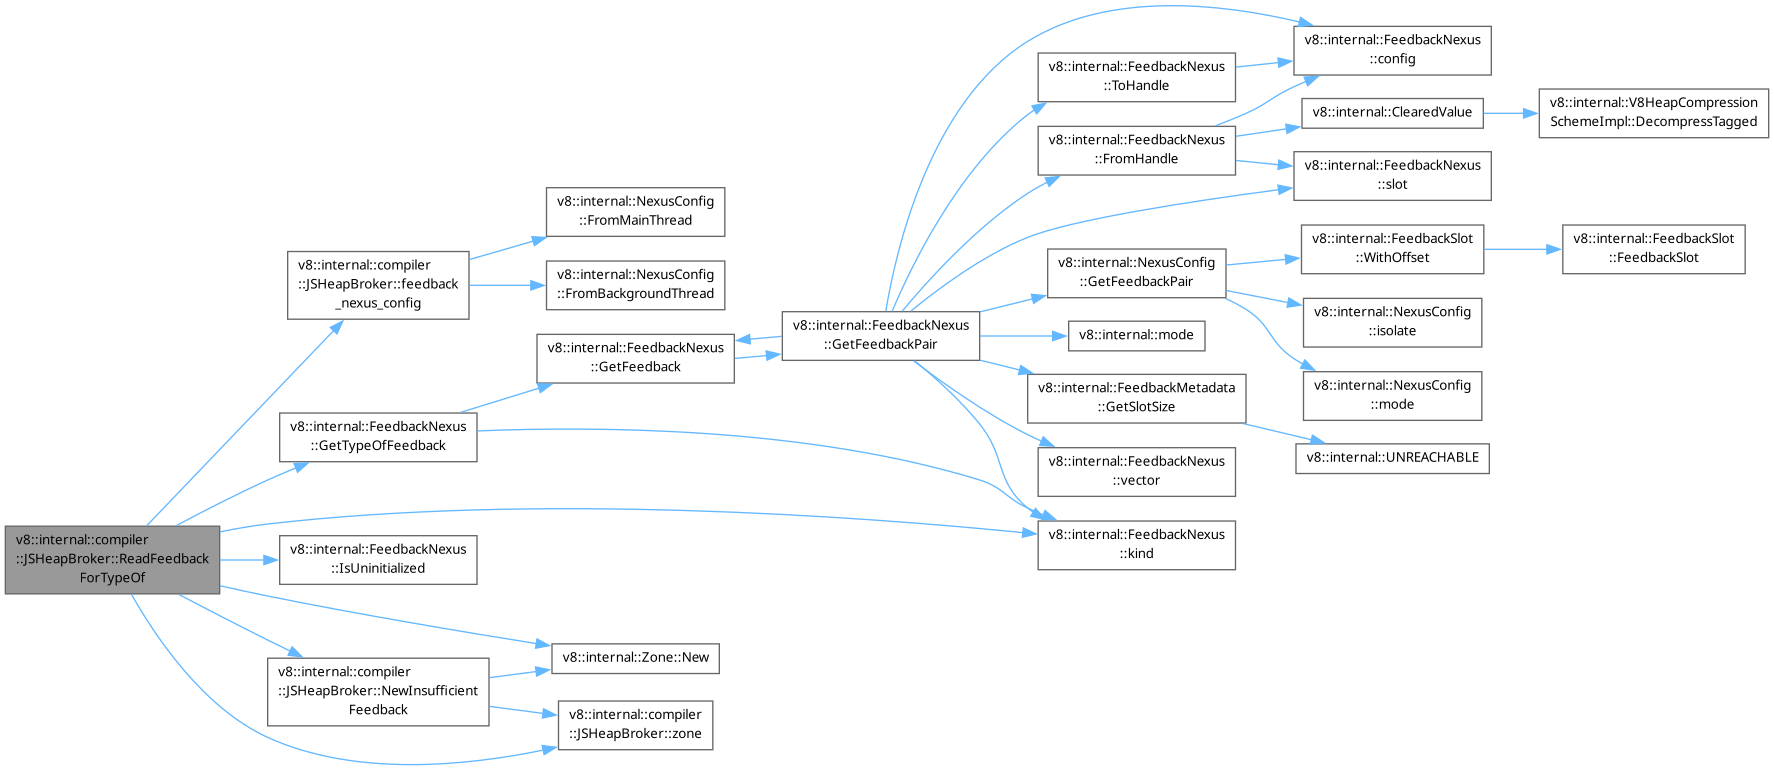 v8::internal::compiler
::JSHeapBroker::ReadFeedback
ForTypeOf
v8::internal::compiler
::JSHeapBroker::feedback
_nexus_config
v8::internal::NexusConfig
::FromMainThread
v8::internal::NexusConfig
::FromBackgroundThread
v8::internal::FeedbackNexus
::GetTypeOfFeedback
v8::internal::FeedbackNexus
::GetFeedback
v8::internal::FeedbackNexus
::GetFeedbackPair
v8::internal::FeedbackNexus
::ToHandle
v8::internal::FeedbackNexus
::FromHandle
v8::internal::FeedbackNexus
::config
v8::internal::ClearedValue
v8::internal::V8HeapCompression
SchemeImpl::DecompressTagged
v8::internal::FeedbackNexus
::slot
v8::internal::NexusConfig
::GetFeedbackPair
v8::internal::FeedbackSlot
::WithOffset
v8::internal::FeedbackSlot
::FeedbackSlot
v8::internal::NexusConfig
::isolate
v8::internal::NexusConfig
::mode
v8::internal::mode
v8::internal::FeedbackMetadata
::GetSlotSize
v8::internal::UNREACHABLE
v8::internal::FeedbackNexus
::vector
v8::internal::FeedbackNexus
::kind
v8::internal::FeedbackNexus
::IsUninitialized
v8::internal::compiler
::JSHeapBroker::NewInsufficient
Feedback
v8::internal::Zone::New
v8::internal::compiler
::JSHeapBroker::zone